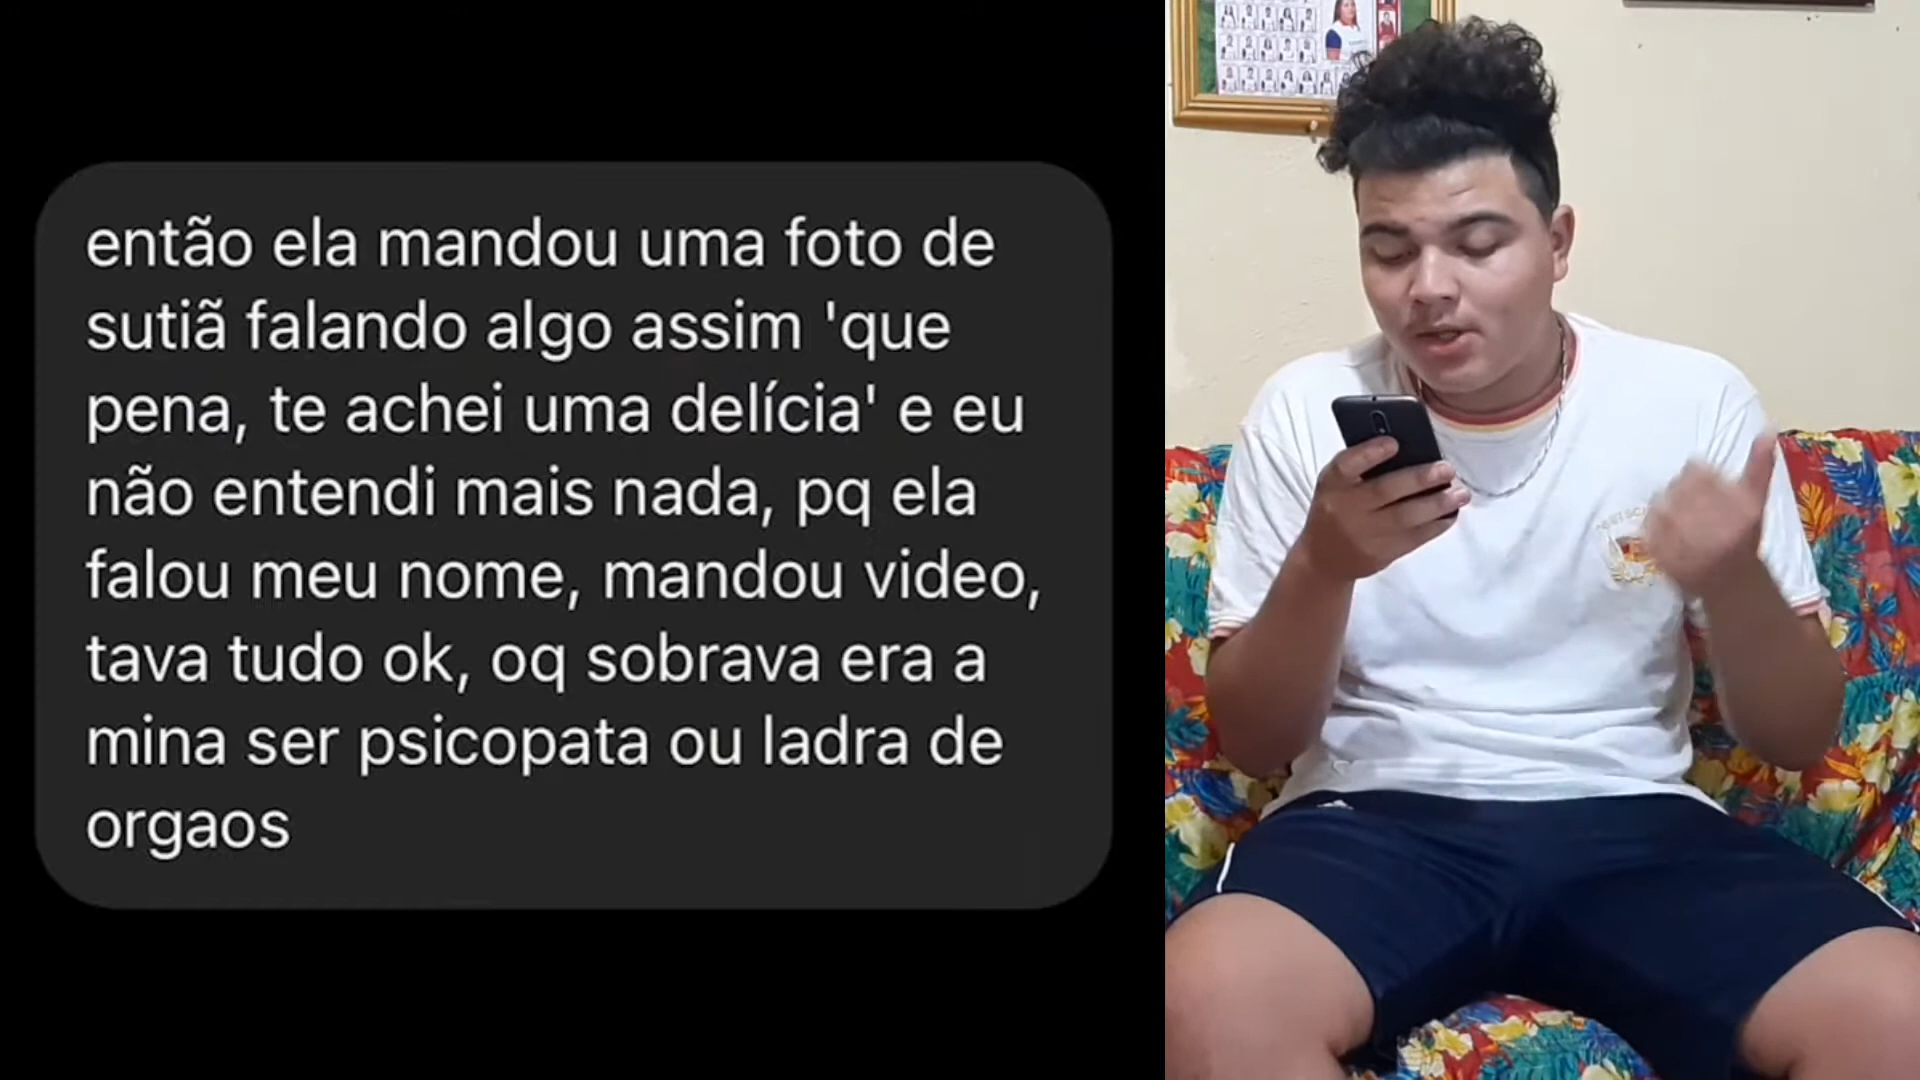 então ela mandou uma foto de
sutiã falando algo assim 'que
pena, te achei uma delícia' e eu
não entendi mais nada, pq ela
falou meu nome, mandou video,
tava tudo ok, oq sobrava era a
mina ser psicopata ou ladra de
orgaos